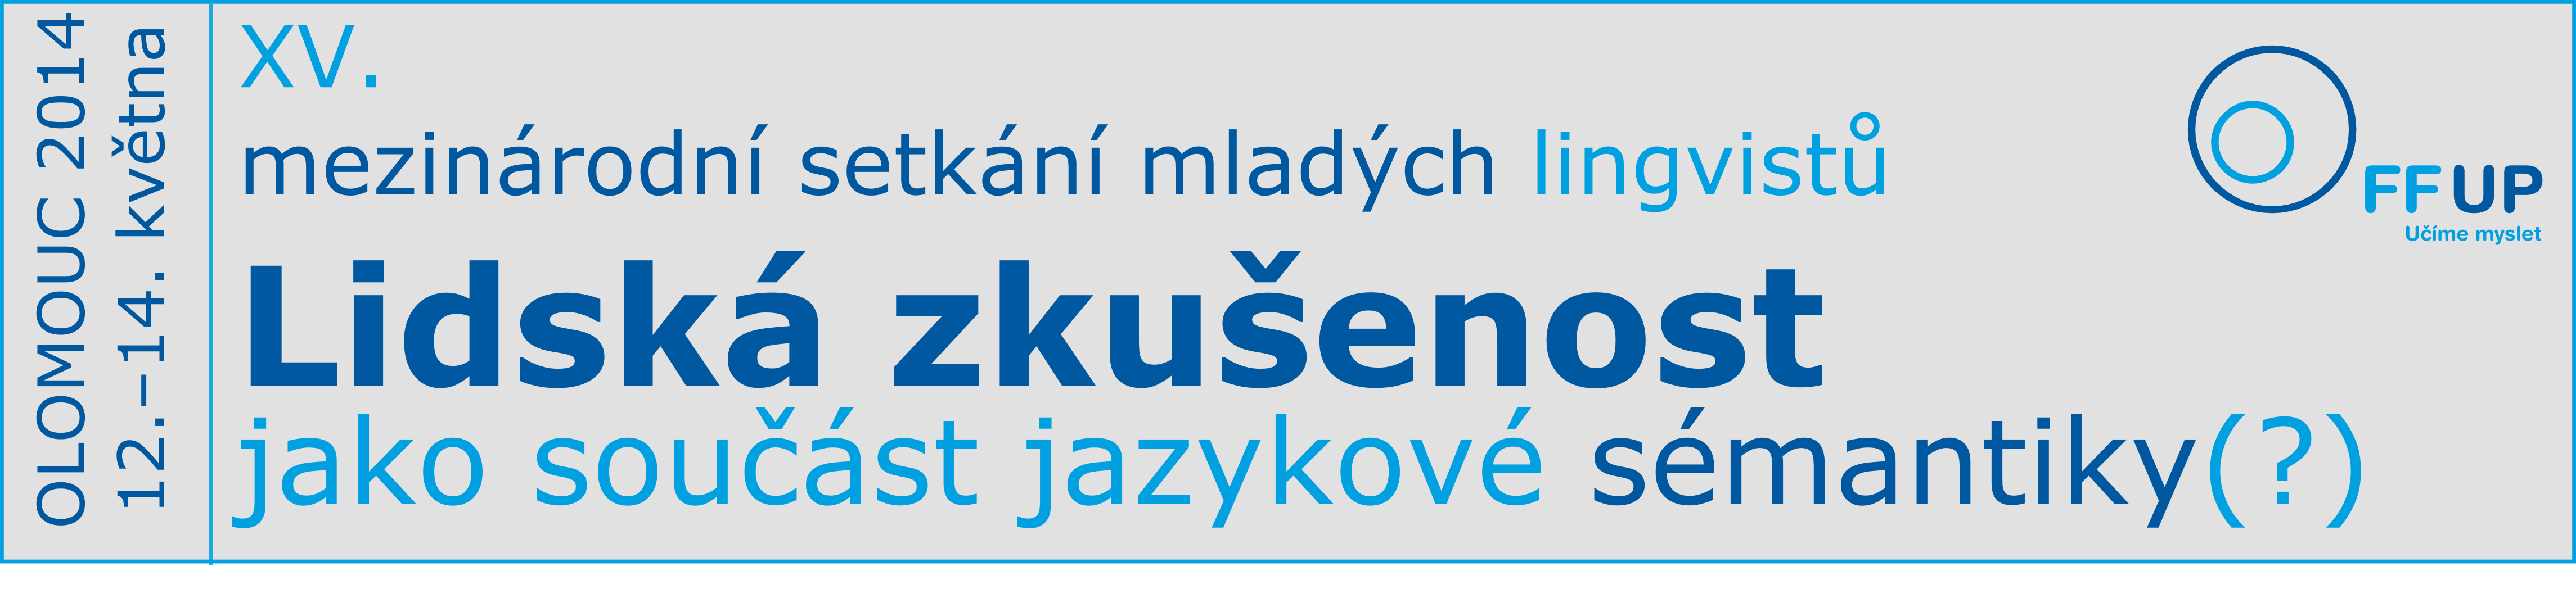 OLOMOUC 2014
12.–14. května
XV.
mezinárodní setkání mladých lingvistů
Lidská zkušenost
jako součást jazykové sémantiky(?)
FF UP
Učíme myslet